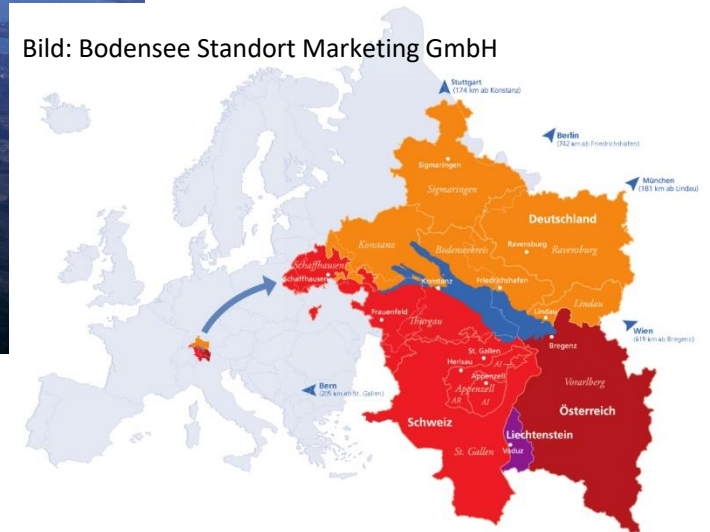 Bild: Bodensee Standort Marketing GmbH
Stuttgart
(174 km ab Konstanz)
Berlin
(742 km ab Friedrichshafen)
Sigmaringen
Sigmaringen
München
(181 km ab Lindau)
Deutschland
Konstanz
Bodenseekreis
Ravensburg
Ravensburg
Schaffhausen
Schaffhausen
Konstanz
Friedrichshafen
Lindau
Lindau
Frauenfeld
Thurgau
Wien
(619 km ab Bregenz)
Bregenz
St. Gallen
AI
Herisau
Appenzell
Appenzell
AR
AI
Vorarlberg
Bern
(205 km ab St. Gallen)
Schweiz
Österreich
Liechtenstein
St. Gallen
Vaduz